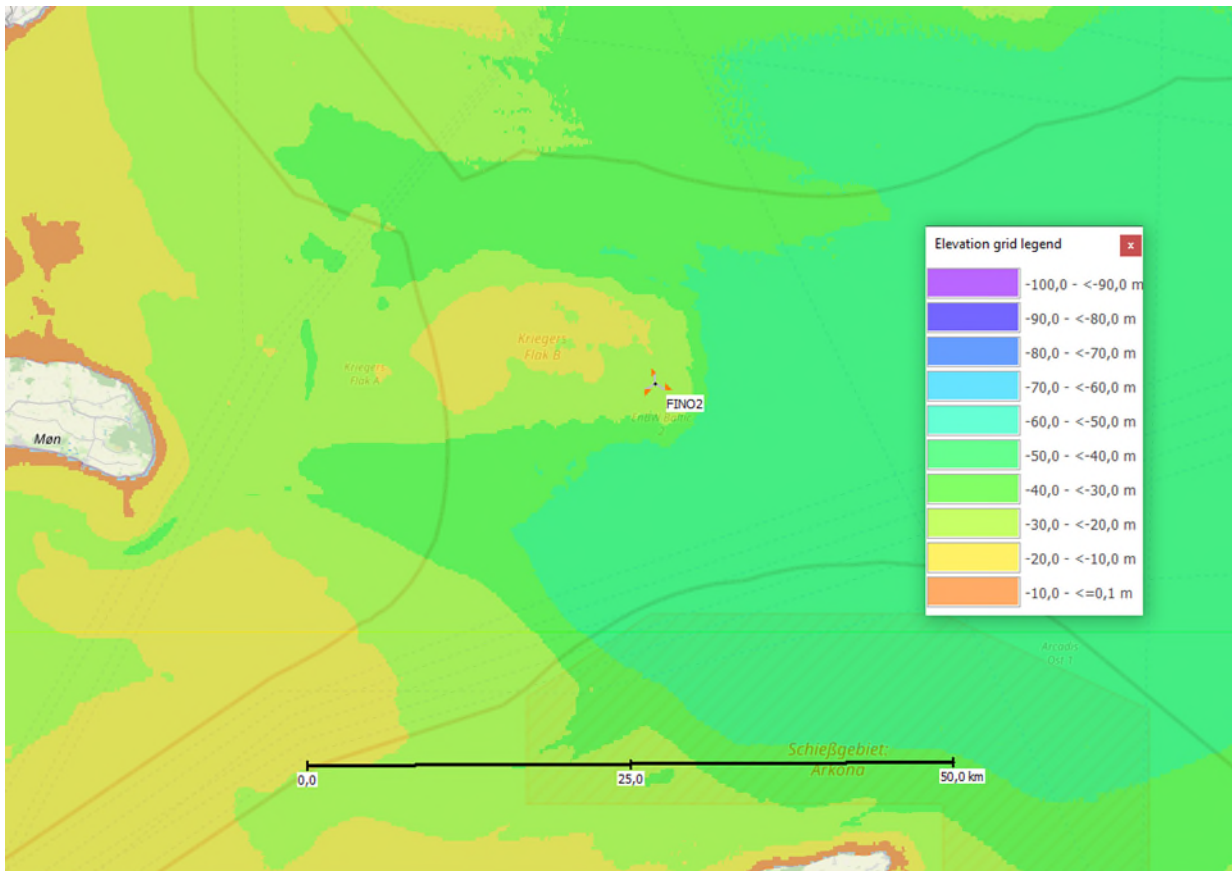 Elevation grid legend
x
-100,0 - <-90,0 m
-90,0 - <-80,0 m
-80,0 - <-70,0 m
-70,0 - <-60,0 m
-60,0 - <-50,0 m
-50,0 - <-40,0 m
-40,0 - <-30,0 m
-30,0 - <-20,0 m
-20,0 - <-10,0 m
-10,0 - <=0,1 m
Kriegers
Flak B
Kriegers
Flak A
FINO2
EnBW Baltic
2
Møn
Arcadis
Ost 1
Schießgebiet:
Arkona
0,0
25,0
50,0 km